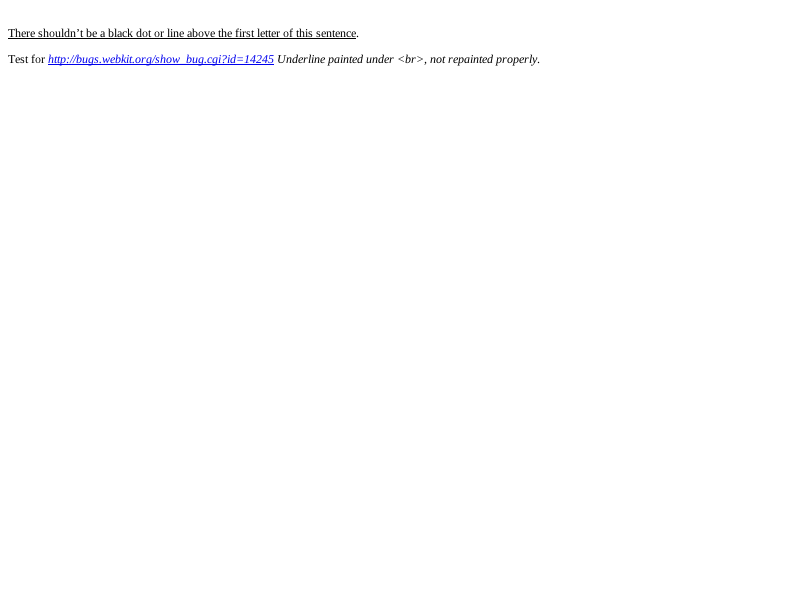 There shouldn’t be a black dot or line above the first letter of this sentence.
Test for http://bugs.webkit.org/show_bug.cgi?id=14245 Underline painted under <br>, not repainted properly.